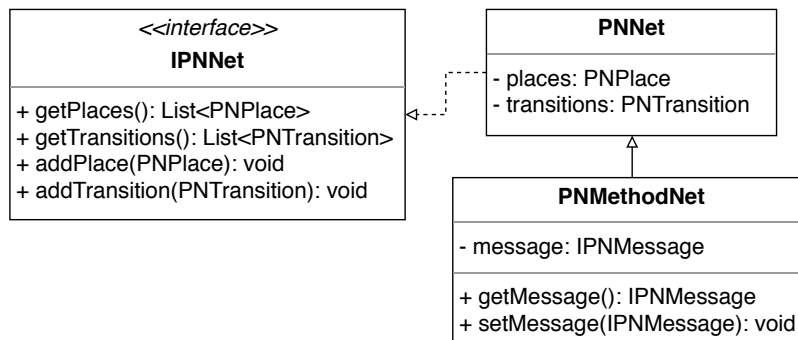 <<interface>>
IPNNet
+ getPlaces(): List<PNPlace>
+ getTransitions(): List<PNTransition>
+ addPlace(PNPlace): void
+ addTransition(PNTransition): void
PNNet
- places: PNPlace
- transitions: PNTransition
PNMethodNet
- message: IPNMessage
+ getMessage(): IPNMessage
+ setMessage(IPNMessage): void